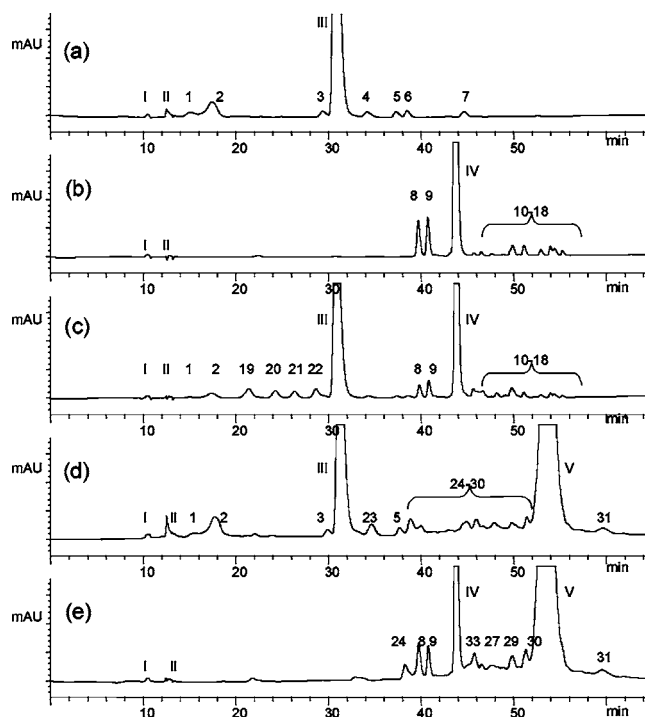 (a)
mAU
III
I II 1 2 3 4 5 6 7
10 20 30 40 50 min
(b)
mAU
IV
8 9
10-18
I II
10 20 30 40 50 min
(c)
mAU
III
IV
I II 1 2 19 20 21 22 8 9
10-18
10 20 30 40 50 min
(d)
mAU
III
V
24-30
I II 1 2 3 23 5 31
10 20 30 40 50 min
(e)
mAU
IV
V
I II 24 8 9 33 27 29 30 31
10 20 30 40 50 min